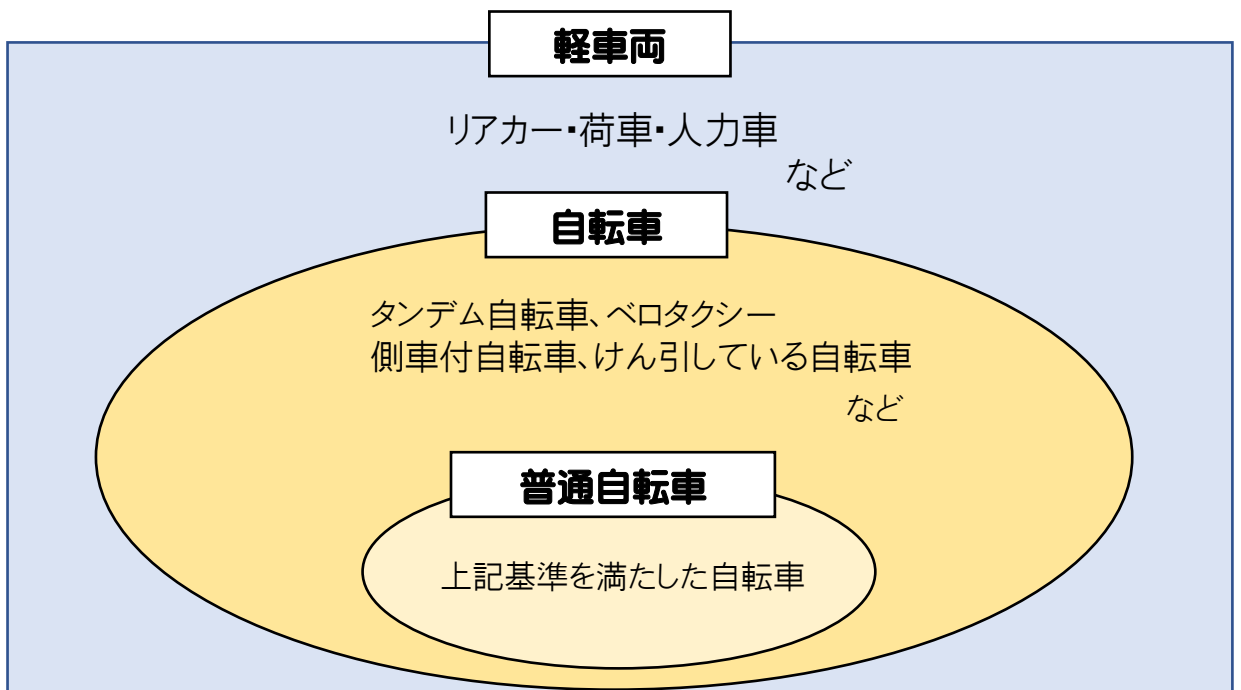 軽車両
リアカー・荷車・人力車
など
自転車
タンデム自転車、ベロタクシー
側車付自転車、けん引している自転車
など
普通自転車
上記基準を満たした自転車